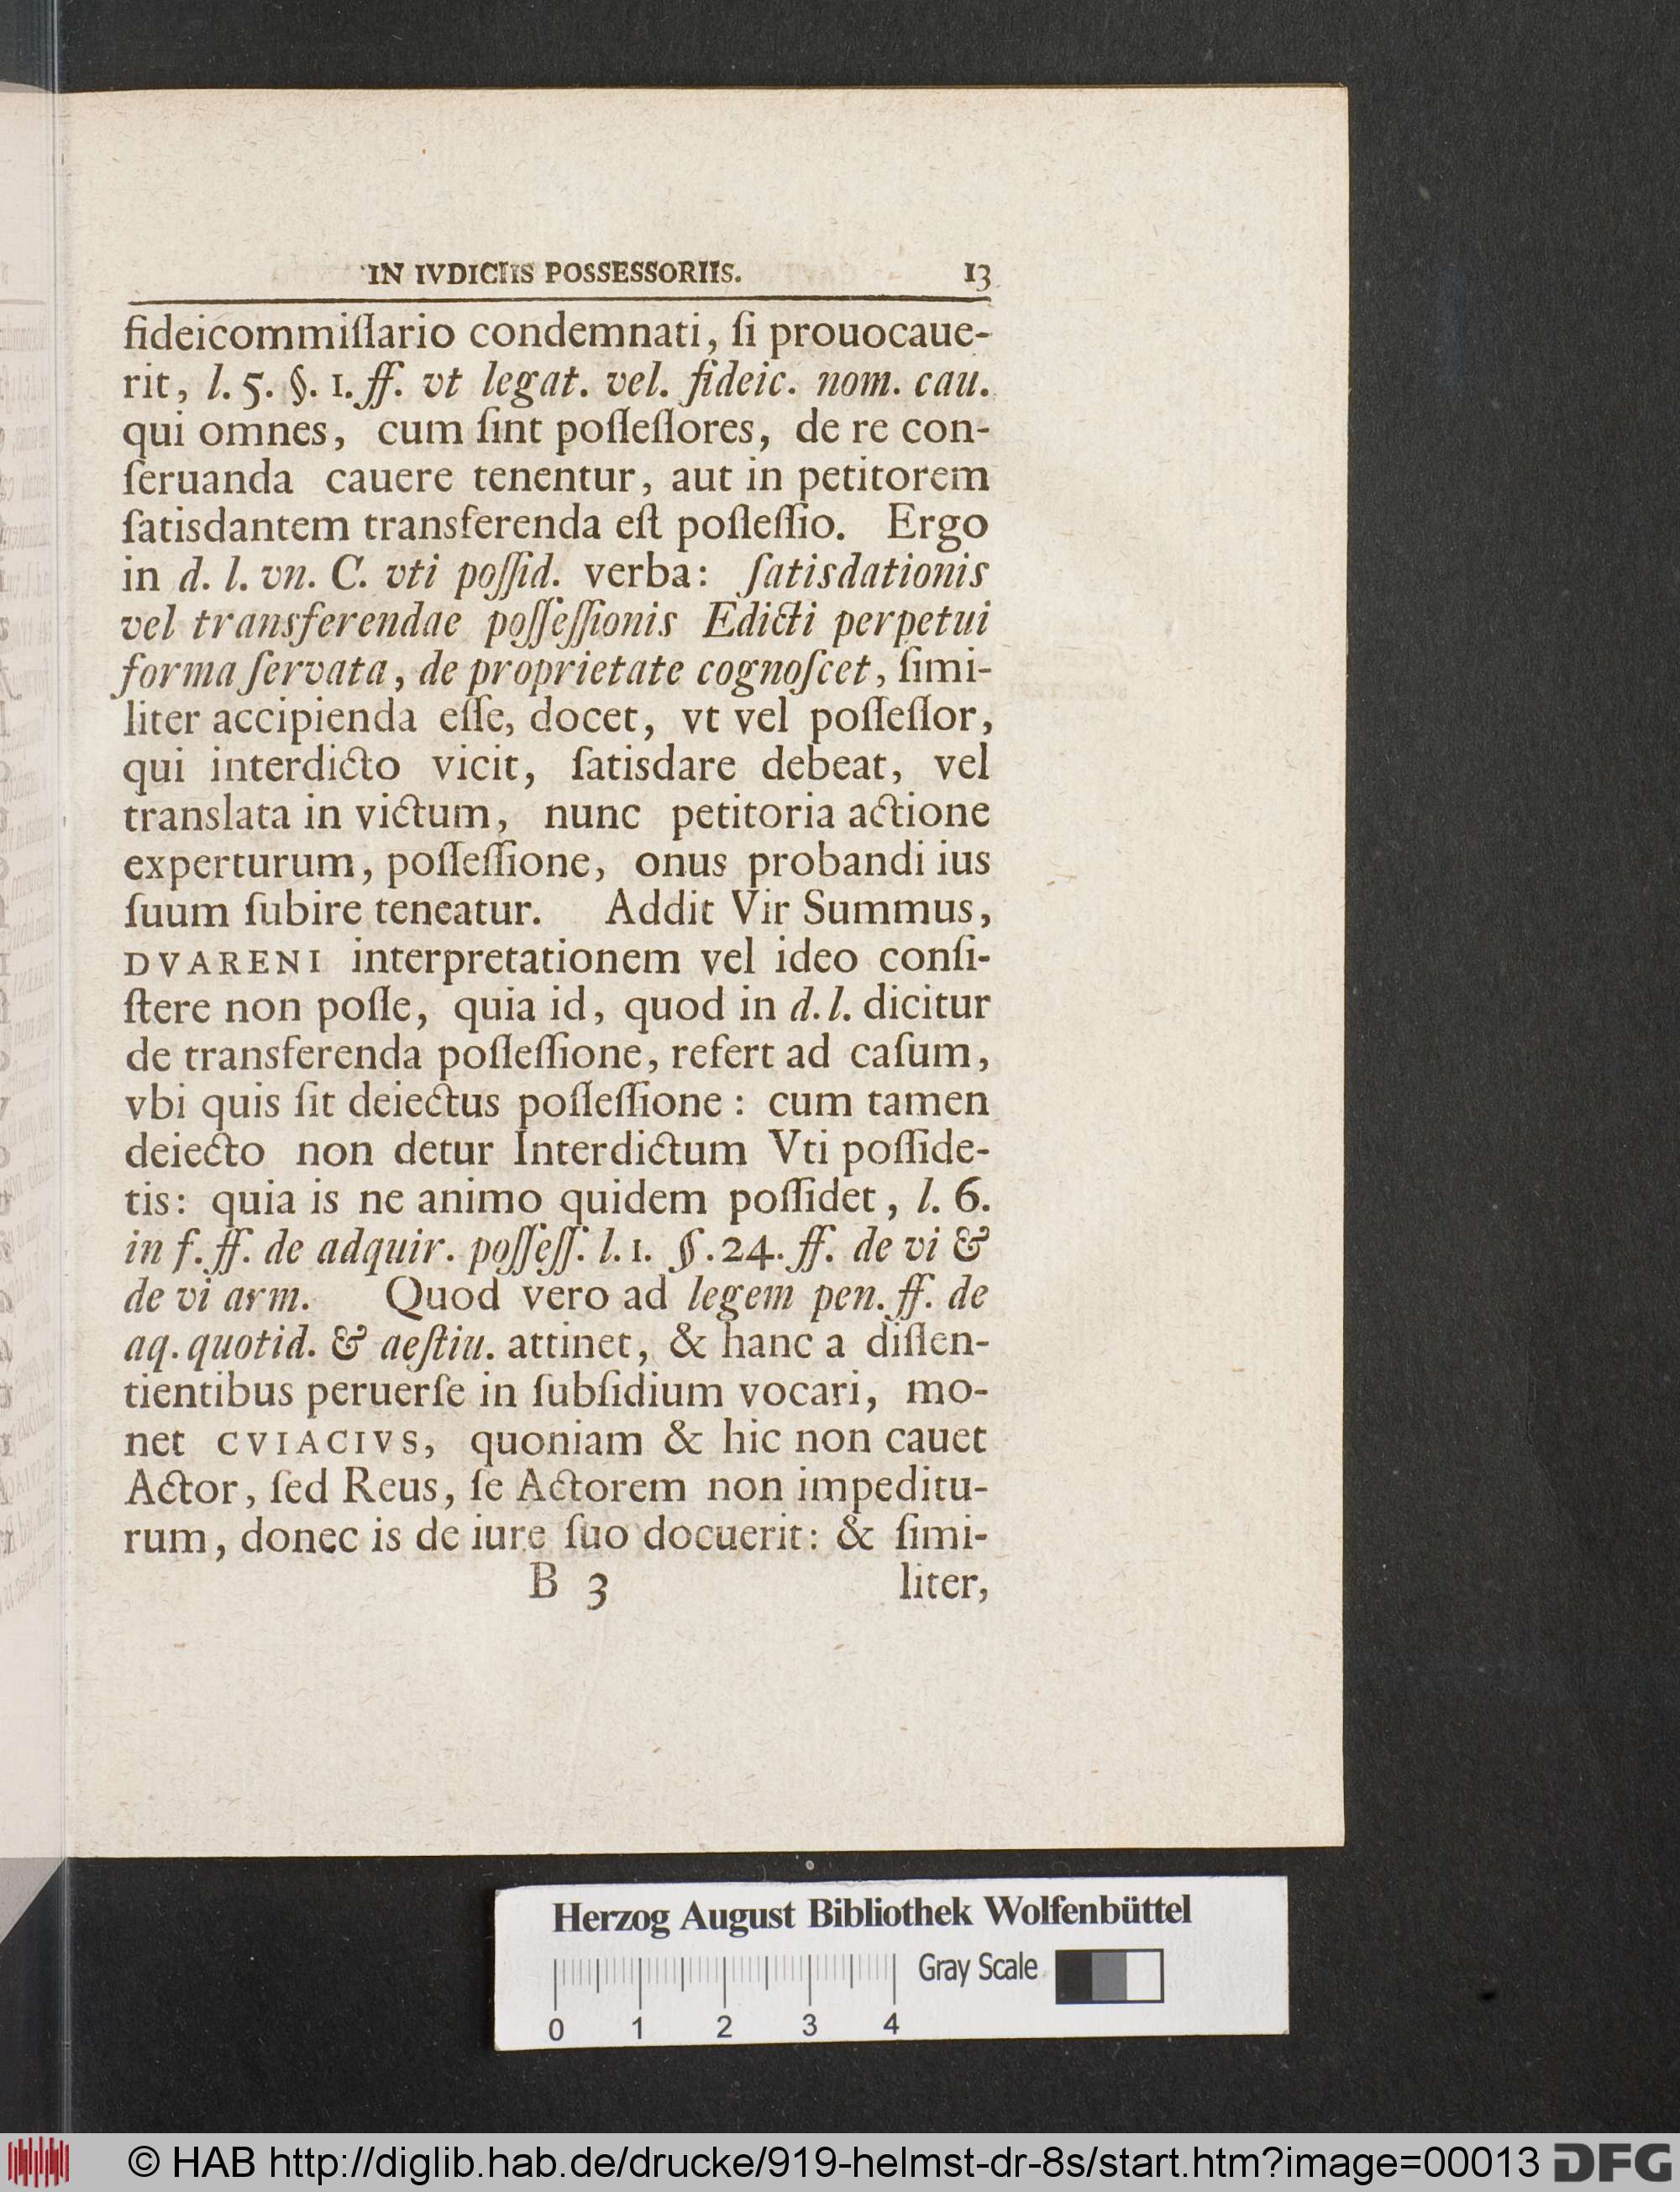 IN IVDICIIS POSSESSORIIS. 13
fideicommiſſario condemnati, ſi prouocaue-
rit, l. 5. §. 1. ff. vt legat. vel. fideic. nom. cau.
qui omnes, cum ſint poſſeſſores, de re con-
ſeruanda cauere tenentur, aut in petitorem
ſatisdantem transferenda eſt poſſeſſio. Ergo
in d. l. vn. C. vti poſſid. verba: ſatisdationis
vel transferendae poſſeſſionis Edicti perpetui
forma ſervata, de proprietate cognoſcet, ſimi-
liter accipienda eſſe, docet, vt vel poſſeſſor,
qui interdicto vicit, ſatisdare debeat, vel
translata in victum, nunc petitoria actione
experturum, poſſeſſione, onus probandi ius
ſuum ſubire teneatur. Addit Vir Summus,
DVARENI interpretationem vel ideo conſi-
ſtere non poſſe, quia id, quod in d. l. dicitur
de transferenda poſſeſſione, refert ad caſum,
vbi quis ſit deiectus poſſeſſione: cum tamen
deiecto non detur Interdictum Vti poſſide-
tis: quia is ne animo quidem poſſidet, l. 6.
in f. ff. de adquir. poſſeſſ. l. 1. §. 24. ff. de vi &
de vi arm. Quod vero ad legem pen. ff. de
aq. quotid. & aeſtiu. attinet, & hanc a diſſen-
tientibus peruerſe in ſubſidium vocari, mo-
net CVIACIVS, quoniam & hic non cauet
Actor, ſed Reus, ſe Actorem non impeditu-
rum, donec is de iure ſuo docuerit: & ſimi-
B 3 liter,
Herzog August Bibliothek Wolfenbüttel
Gray Scale
0 1 2 3 4
© HAB http://diglib.hab.de/drucke/919-helmst-dr-8s/start.htm?image=00013 DFG